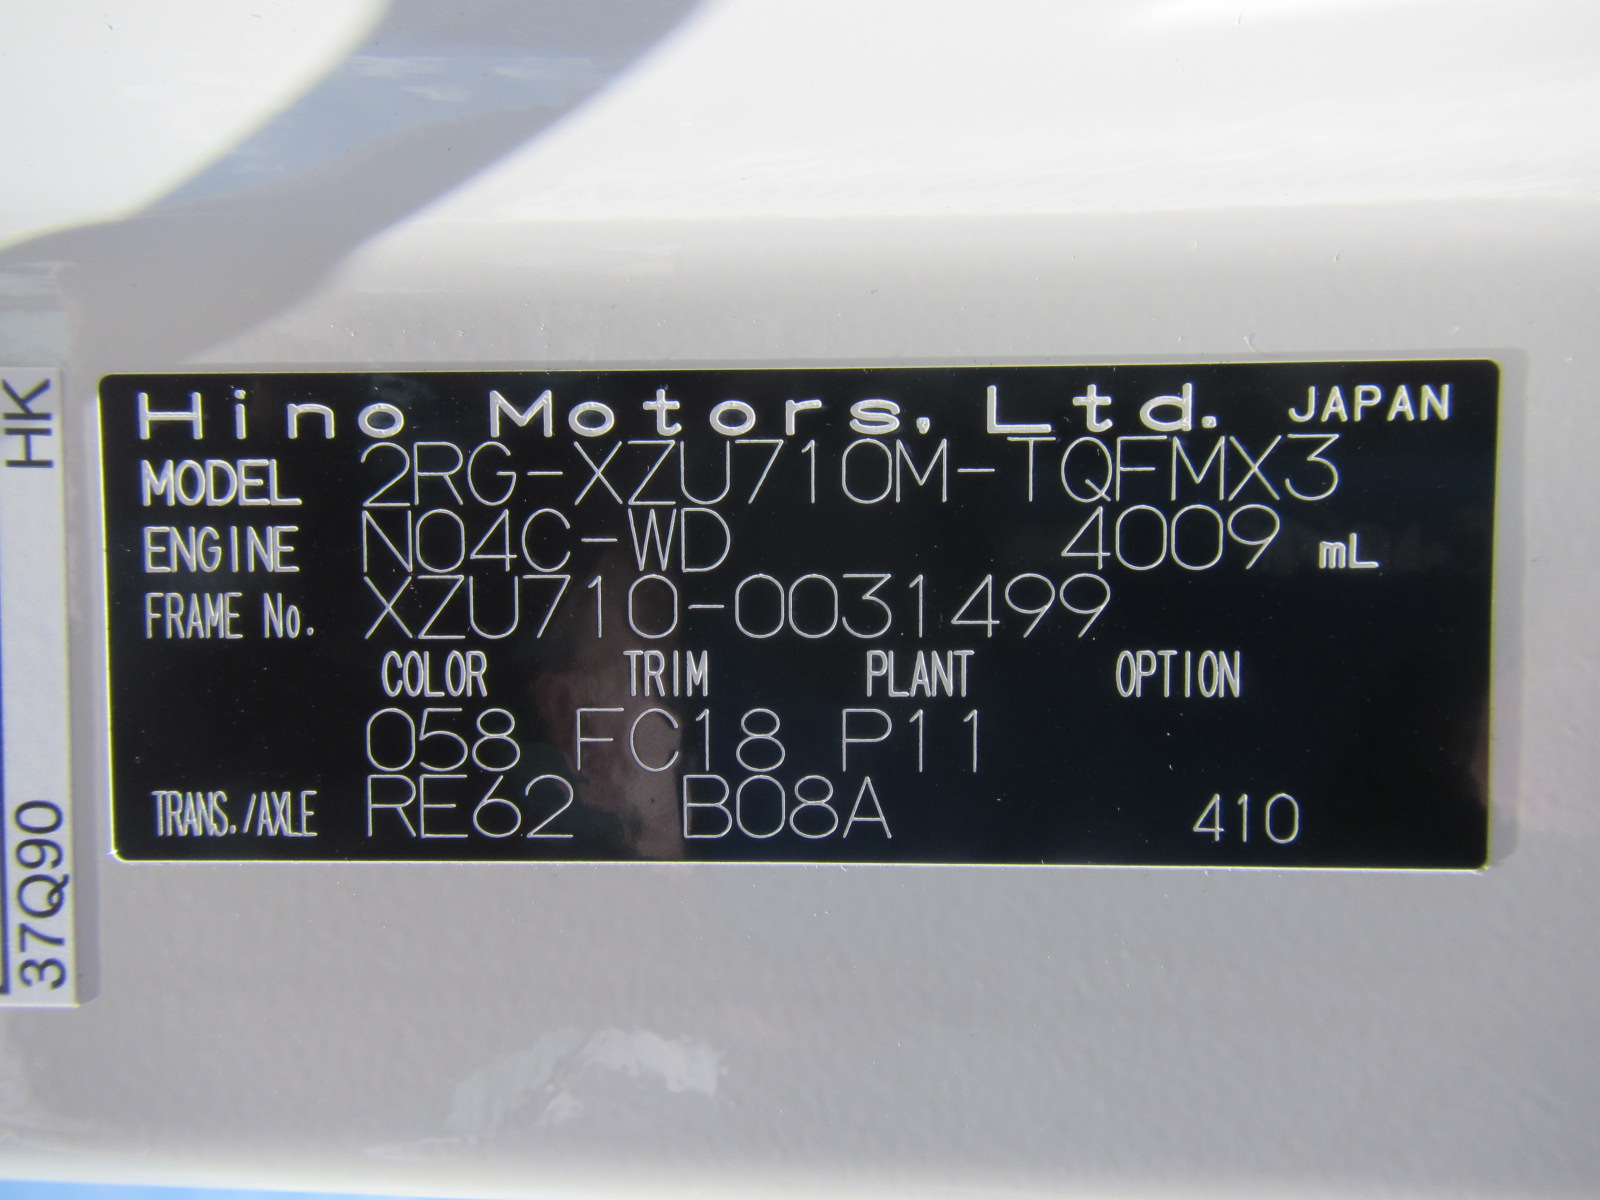 Hino Motors, Ltd. JAPAN
MODEL 2RG-XZU710M-TQFMX3
ENGINE N04C-WD 4009 mL
FRAME No. XZU710-0031499
COLOR TRIM PLANT OPTION
058 FC18 P11
TRANS./AXLE RE62 B08A 410
37Q90 HK